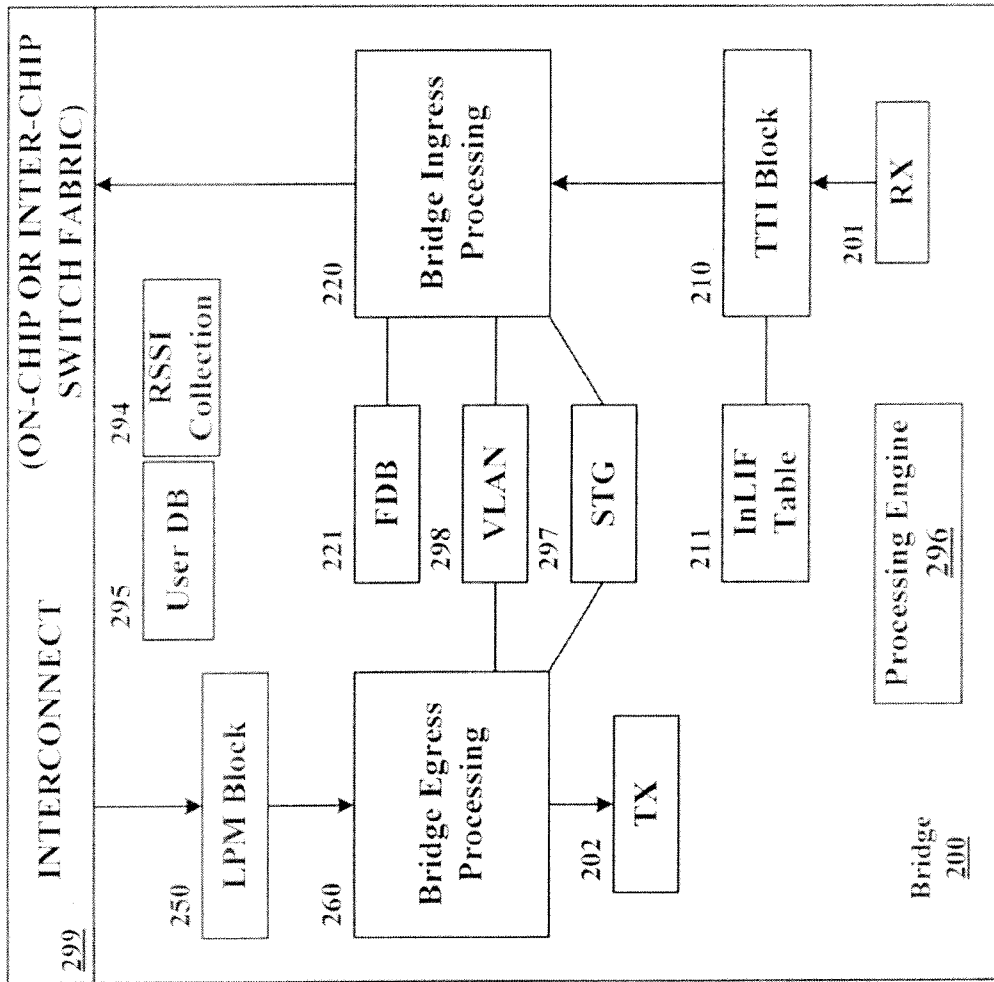 INTERCONNECT
(ON-CHIP OR INTER-CHIP
SWITCH FABRIC)
299
250
LPM Block
295
User DB
294
RSSI
Collection
260
Bridge Egress
Processing
221
FDB
298
VLAN
297
STG
220
Bridge Ingress
Processing
202
TX
211
InLIF
Table
210
TTI Block
201
RX
Bridge
200
Processing Engine
296